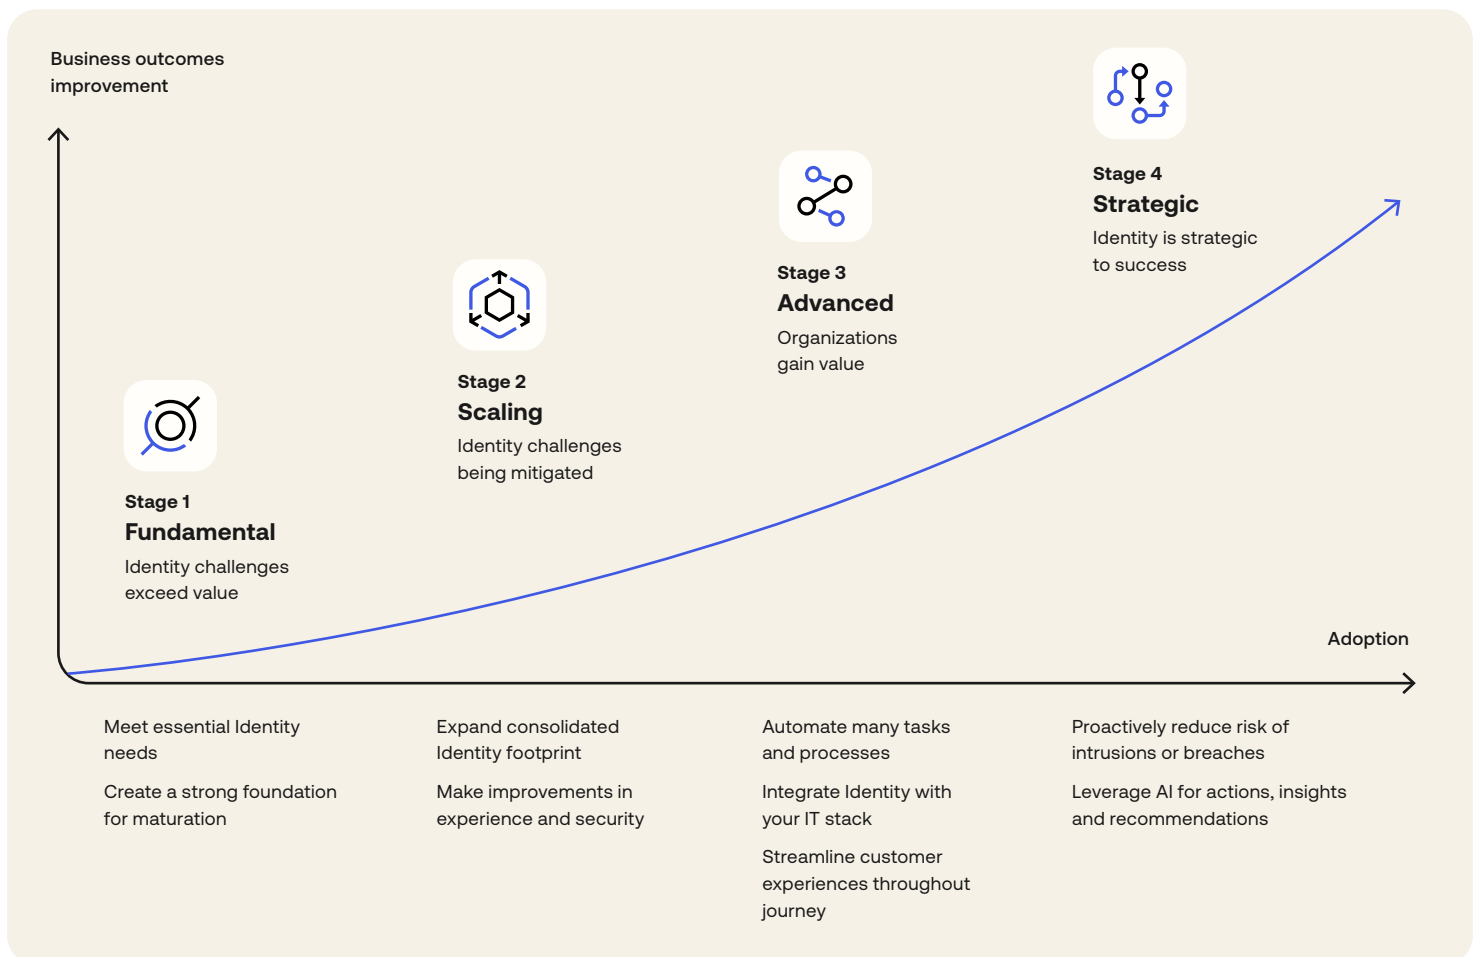 Business outcomes
improvement
Stage 4
Strategic
Identity is strategic
to success
Stage 3
Advanced
Organizations
gain value
Stage 2
Scaling
Identity challenges
being mitigated
Stage 1
Fundamental
Identity challenges
exceed value
Adoption
Meet essential Identity
needs
Create a strong foundation
for maturation
Expand consolidated
Identity footprint
Make improvements in
experience and security
Automate many tasks
and processes
Integrate Identity with
your IT stack
Streamline customer
experiences throughout
journey
Proactively reduce risk of
intrusions or breaches
Leverage AI for actions, insights
and recommendations